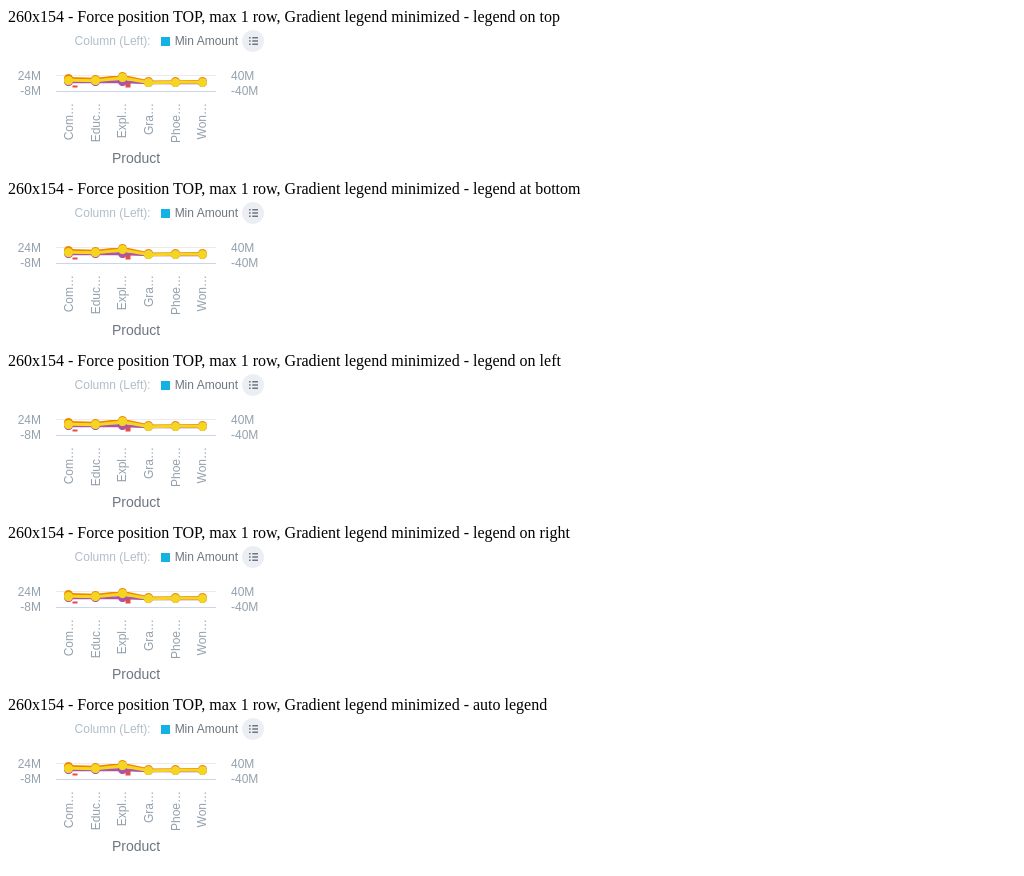 260x154 - Force position TOP, max 1 row, Gradient legend minimized - legend on top
Column (Left): Min Amount
24M 40M
-8M -40M
Com… Educ… Expl… Gra… Phoe… Won…
Product
260x154 - Force position TOP, max 1 row, Gradient legend minimized - legend at bottom
Column (Left): Min Amount
24M 40M
-8M -40M
Com… Educ… Expl… Gra… Phoe… Won…
Product
260x154 - Force position TOP, max 1 row, Gradient legend minimized - legend on left
Column (Left): Min Amount
24M 40M
-8M -40M
Com… Educ… Expl… Gra… Phoe… Won…
Product
260x154 - Force position TOP, max 1 row, Gradient legend minimized - legend on right
Column (Left): Min Amount
24M 40M
-8M -40M
Com… Educ… Expl… Gra… Phoe… Won…
Product
260x154 - Force position TOP, max 1 row, Gradient legend minimized - auto legend
Column (Left): Min Amount
24M 40M
-8M -40M
Com… Educ… Expl… Gra… Phoe… Won…
Product